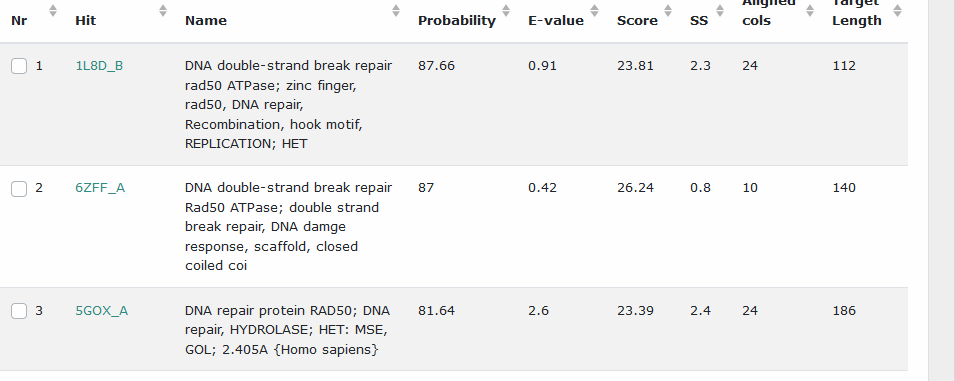 Nr Hit Name Probability E-value Score SS Aligned cols Target Length
1 1L8D_B DNA double-strand break repair 87.66 0.91 23.81 2.3 24 112
rad50 ATPase; zinc finger,
rad50, DNA repair,
Recombination, hook motif,
REPLICATION; HET
2 6ZFF_A DNA double-strand break repair 87 0.42 26.24 0.8 10 140
Rad50 ATPase; double strand
break repair, DNA damge
response, scaffold, closed
coiled coi
3 5GOX_A DNA repair protein RAD50; DNA 81.64 2.6 23.39 2.4 24 186
repair, HYDROLASE; HET: MSE,
GOL; 2.405A {Homo sapiens}